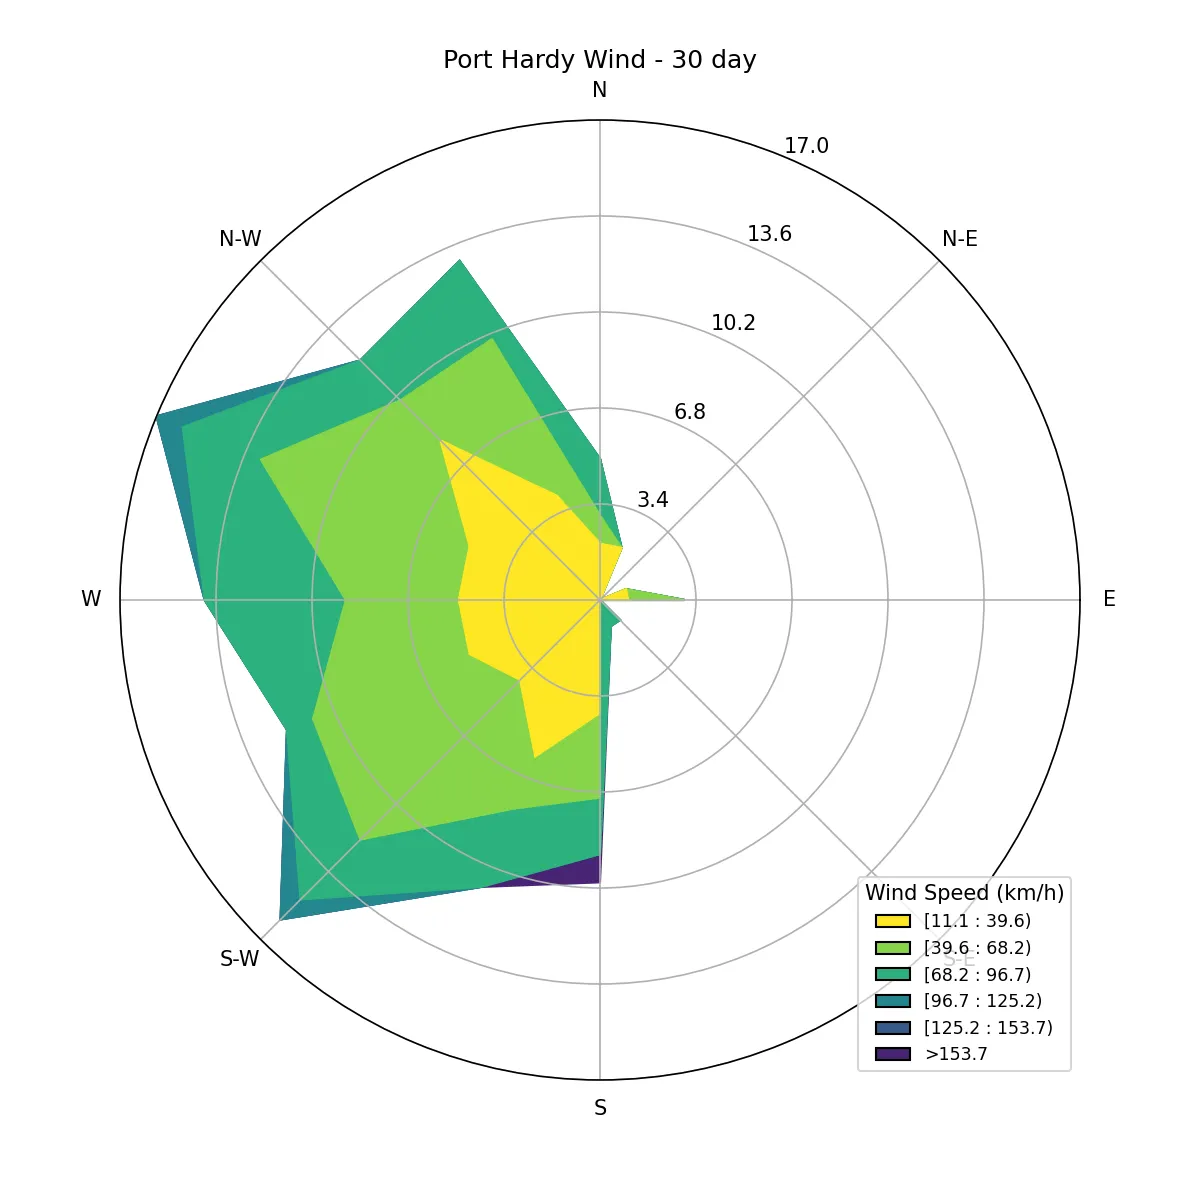 Port Hardy Wind - 30 day
N
17.0
13.6
N-W
N-E
10.2
6.8
3.4
W
E
Wind Speed (km/h)
[11.1 : 39.6)
[39.6 : 68.2)
S-W
S-E
[68.2 : 96.7)
[96.7 : 125.2)
[125.2 : 153.7)
>153.7
S